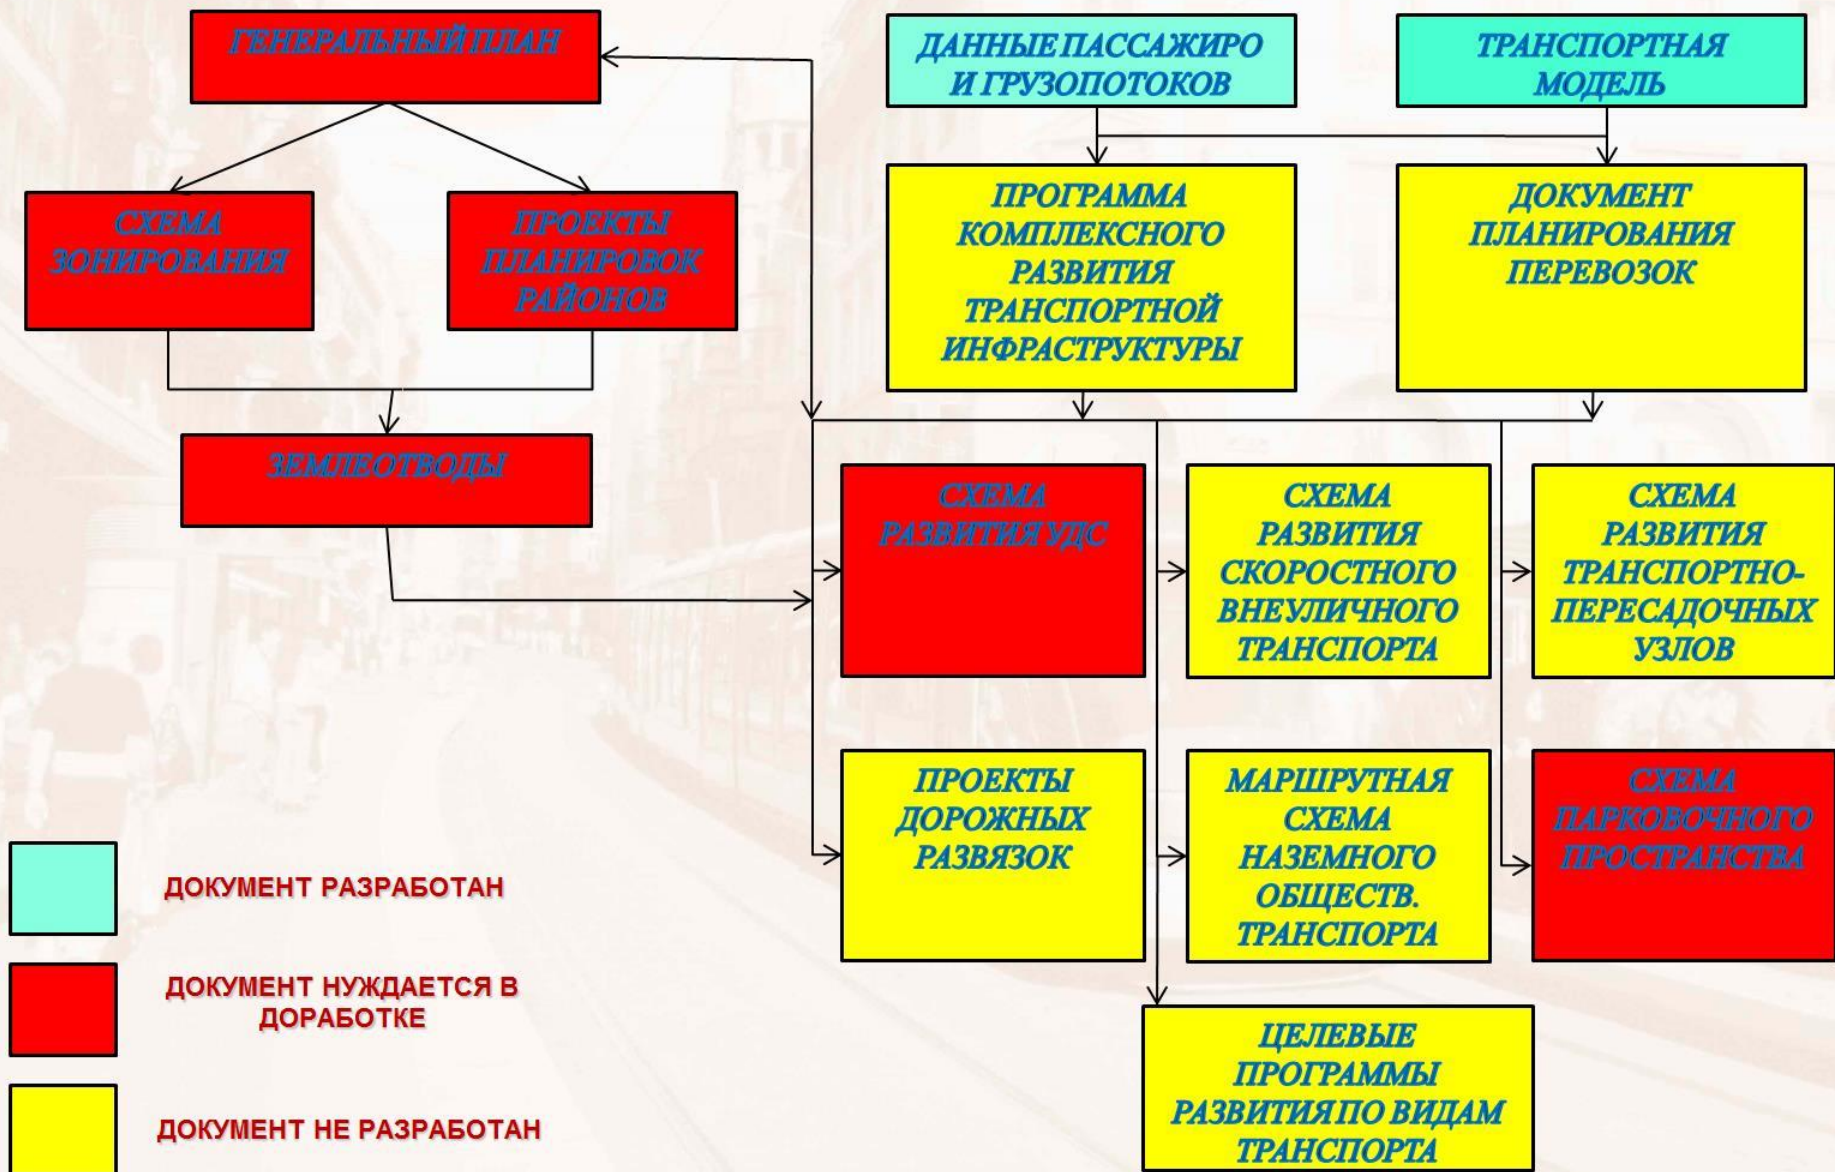 ГЕНЕРАЛЬНЫЙ ПЛАН
ДАННЫЕ ПАССАЖИРО
И ГРУЗОПОТОКОВ
ТРАНСПОРТНАЯ
МОДЕЛЬ
СХЕМА
ЗОНИРОВАНИЯ
ПРОЕКТЫ
ПЛАНИРОВОК
РАЙОНОВ
ПРОГРАММА
КОМПЛЕКСНОГО
РАЗВИТИЯ
ТРАНСПОРТНОЙ
ИНФРАСТРУКТУРЫ
ДОКУМЕНТ
ПЛАНИРОВАНИЯ
ПЕРЕВОЗОК
ЗЕМЛЕОТВОДЫ
СХЕМА
РАЗВИТИЯ УДС
СХЕМА
РАЗВИТИЯ
СКОРОСТНОГО
ВНЕУЛИЧНОГО
ТРАНСПОРТА
СХЕМА
РАЗВИТИЯ
ТРАНСПОРТНО-
ПЕРЕСАДОЧНЫХ
УЗЛОВ
ПРОЕКТЫ
ДОРОЖНЫХ
РАЗВЯЗОК
МАРШРУТНАЯ
СХЕМА
НАЗЕМНОГО
ОБЩЕСТВ.
ТРАНСПОРТА
СХЕМА
ПАРКОВОЧНОГО
ПРОСТРАНСТВА
ЦЕЛЕВЫЕ
ПРОГРАММЫ
РАЗВИТИЯ ПО ВИДАМ
ТРАНСПОРТА
ДОКУМЕНТ РАЗРАБОТАН
ДОКУМЕНТ НУЖДАЕТСЯ В
ДОРАБОТКЕ
ДОКУМЕНТ НЕ РАЗРАБОТАН